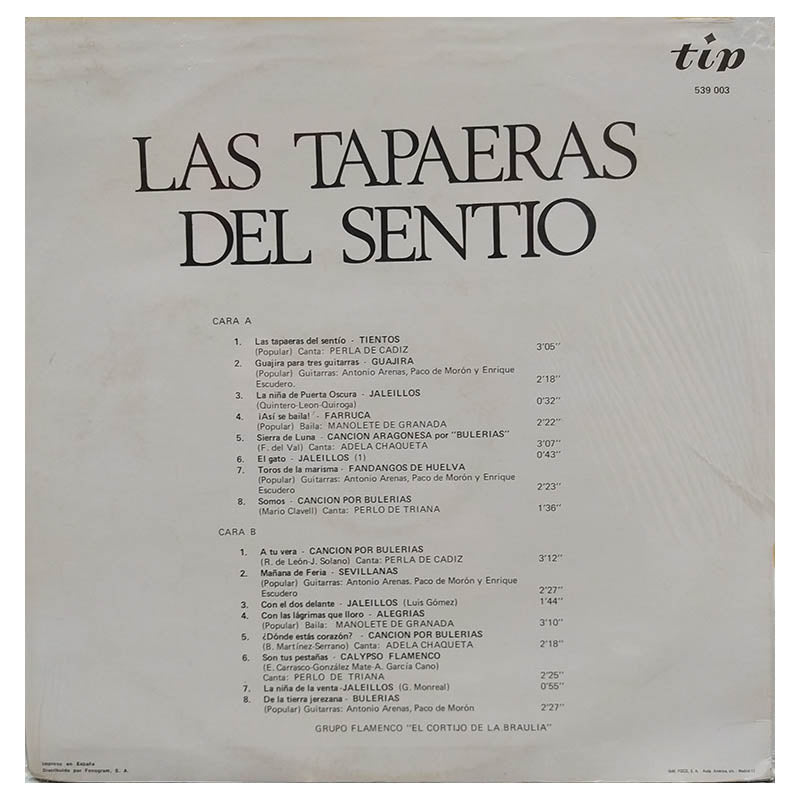 tip
539 003
LAS TAPAERAS
DEL SENTIO
CARA A
1. Las tapaeras del sentío - TIENTOS
(Popular) Canta: PERLA DE CADIZ 3'05''
2. Guajira para tres guitarras - GUAJIRA
(Popular) Guitarras: Antonio Arenas, Paco de Morón y Enrique
Escudero. 2'18''
3. La niña de Puerta Oscura - JALEILLOS
(Quintero-Leon-Quiroga) 0'32''
4. ¡Así se baila! - FARRUCA
(Popular) Baila: MANOLETE DE GRANADA 2'22''
5. Sierra de Luna - CANCION ARAGONESA por "BULERIAS"
(F. del Val) Canta: ADELA CHAQUETA 3'07''
6. El gato - JALEILLOS (1) 0'43''
7. Toros de la marisma - FANDANGOS DE HUELVA
(Popular) Guitarras: Antonio Arenas, Paco de Morón y Enrique
Escudero 2'23''
8. Somos - CANCION POR BULERIAS
(Mario Clavell) Canta: PERLO DE TRIANA 1'36''
CARA B
1. A tu vera - CANCION POR BULERIAS
(R. de León-J. Solano) Canta: PERLA DE CADIZ 3'12''
2. Mañana de Feria - SEVILLANAS
(Popular) Guitarras: Antonio Arenas. Paco de Morón y Enrique
Escudero 2'27''
3. Con el dos delante - JALEILLOS (Luis Gómez) 1'44''
4. Con las lágrimas que lloro - ALEGRIAS
(Popular) Baila: MANOLETE DE GRANADA 3'10''
5. ¿Dónde estás corazón? - CANCION POR BULERIAS
(B. Martínez-Serrano) Canta: ADELA CHAQUETA 2'18''
6. Son tus pestañas - CALYPSO FLAMENCO
(E. Carrasco-González Mate-A. García Cano)
Canta: PERLO DE TRIANA 2'25''
7. La niña de la venta -JALEILLOS (G. Monreal) 0'55''
8. De la tierra jerezana - BULERIAS
(Popular) Guitarras: Antonio Arenas, Paco de Morón 2'27''
GRUPO FLAMENCO "EL CORTIJO DE LA BRAULIA"
Impreso en España
Distribuido por Fonogram, S. A.